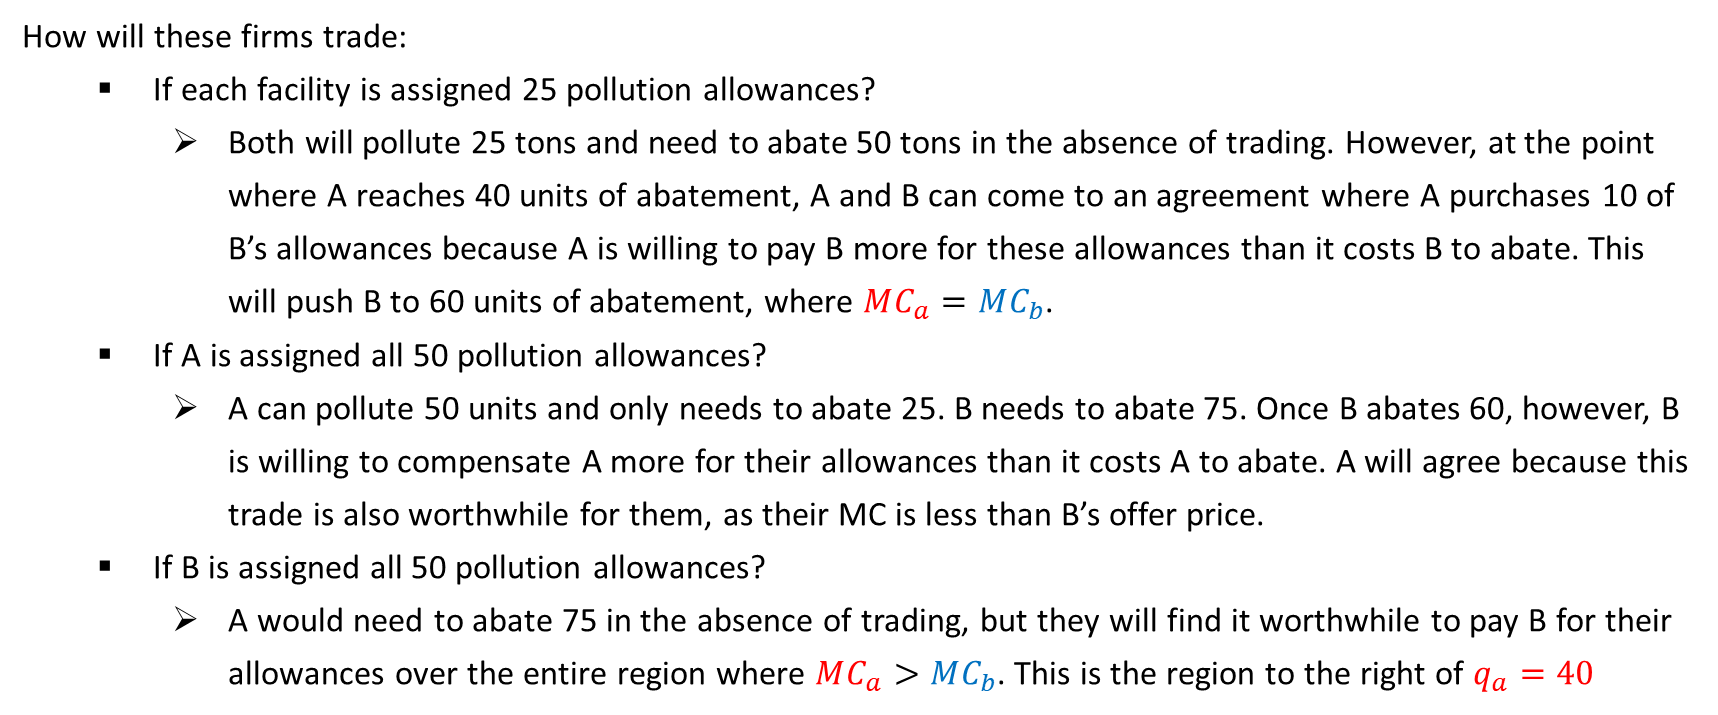 How will these firms trade:
▪ If each facility is assigned 25 pollution allowances?
➢ Both will pollute 25 tons and need to abate 50 tons in the absence of trading. However, at the point
where A reaches 40 units of abatement, A and B can come to an agreement where A purchases 10 of
B’s allowances because A is willing to pay B more for these allowances than it costs B to abate. This
will push B to 60 units of abatement, where MCₐ = MC_b.
▪ If A is assigned all 50 pollution allowances?
➢ A can pollute 50 units and only needs to abate 25. B needs to abate 75. Once B abates 60, however, B
is willing to compensate A more for their allowances than it costs A to abate. A will agree because this
trade is also worthwhile for them, as their MC is less than B’s offer price.
▪ If B is assigned all 50 pollution allowances?
➢ A would need to abate 75 in the absence of trading, but they will find it worthwhile to pay B for their
allowances over the entire region where MCₐ > MC_b. This is the region to the right of qₐ = 40